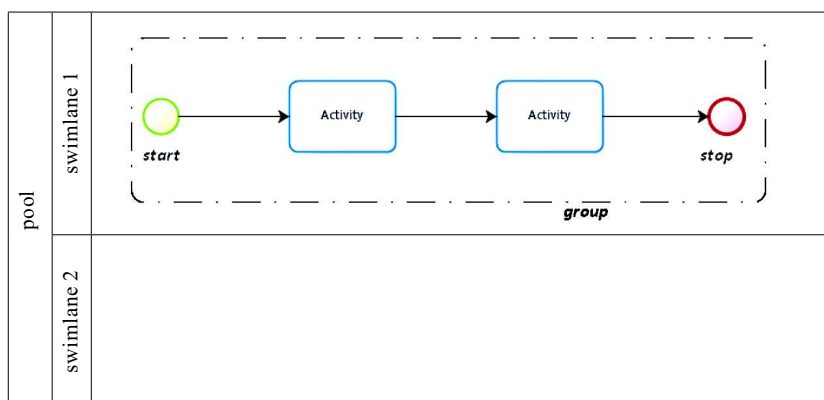 pool
swimlane 1
Activity
Activity
start
stop
group
swimlane 2